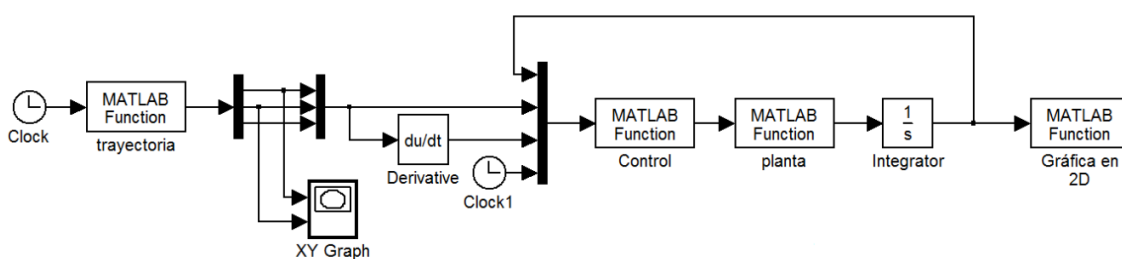 Clock
MATLAB
Function
trayectoria
XY Graph
du/dt
Derivative
Clock1
MATLAB
Function
Control
MATLAB
Function
planta
1
s
Integrator
MATLAB
Function
Gráfica en
2D